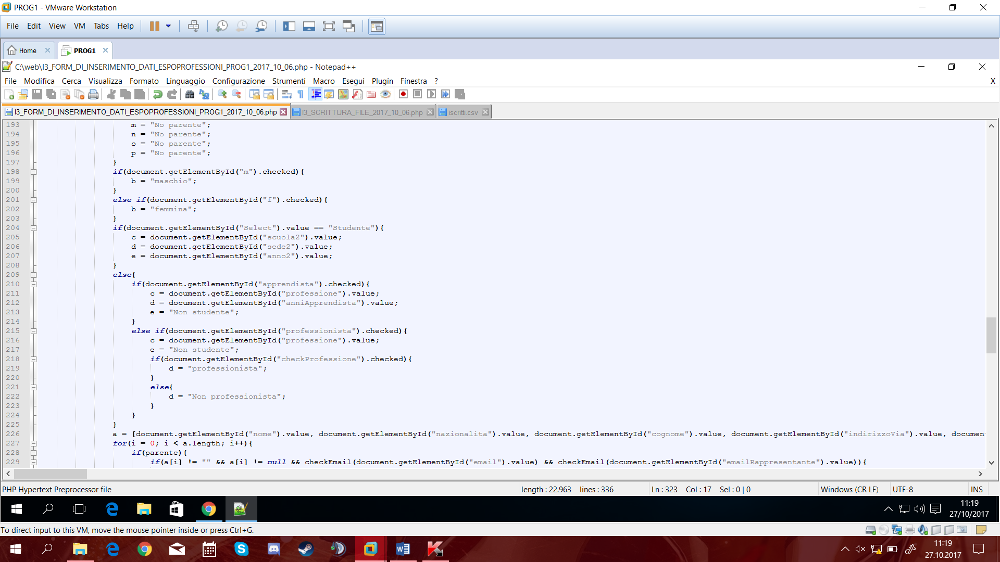 PROG1 - VMware Workstation
File Edit View VM Tabs Help
Home PROG1
C:\web\I3_FORM_DI_INSERIMENTO_DATI_ESPOPROFESSIONI_PROG1_2017_10_06.php - Notepad++
File Modifica Cerca Visualizza Formato Linguaggio Configurazione Strumenti Macro Esegui Plugin Finestra ? X
I3_FORM_DI_INSERIMENTO_DATI_ESPOPROFESSIONI_PROG1_2017_10_06.php I3_SCRITTURA_FILE_2017_10_06.php iscritti.csv
193 m = "No parente";
194 n = "No parente";
195 o = "No parente";
196 p = "No parente";
197 }
198 if(document.getElementById("m").checked){
199 b = "maschio";
200 }
201 else if(document.getElementById("f").checked){
202 b = "femmina";
203 }
204 if(document.getElementById("Select").value == "Studente"){
205 c = document.getElementById("scuola2").value;
206 d = document.getElementById("sede2").value;
207 e = document.getElementById("anno2").value;
208 }
209 else{
210 if(document.getElementById("apprendista").checked){
211 c = document.getElementById("professione").value;
212 d = document.getElementById("anniApprendista").value;
213 e = "Non studente";
214 }
215 else if(document.getElementById("professionista").checked){
216 c = document.getElementById("professione").value;
217 e = "Non studente";
218 if(document.getElementById("checkProfessione").checked){
219 d = "professionista";
220 }
221 else{
222 d = "Non professionista";
223 }
224 }
225 }
226 a = [document.getElementById("nome").value, document.getElementById("nazionalita").value, document.getElementById("cognome").value, document.getElementById("indirizzoVia").value, documen
227 for(i = 0; i < a.length; i++){
228 if(parente){
229 if(a[i] != "" && a[i] != null && checkEmail(document.getElementById("email").value) && checkEmail(document.getElementById("emailRappresentante").value)){
PHP Hypertext Preprocessor file length : 22.963 lines : 336 Ln : 323 Col : 17 Sel : 0 | 0 Windows (CR LF) UTF-8 INS
11:19
27/10/2017
To direct input to this VM, move the mouse pointer inside or press Ctrl+G.
11:19
27.10.2017